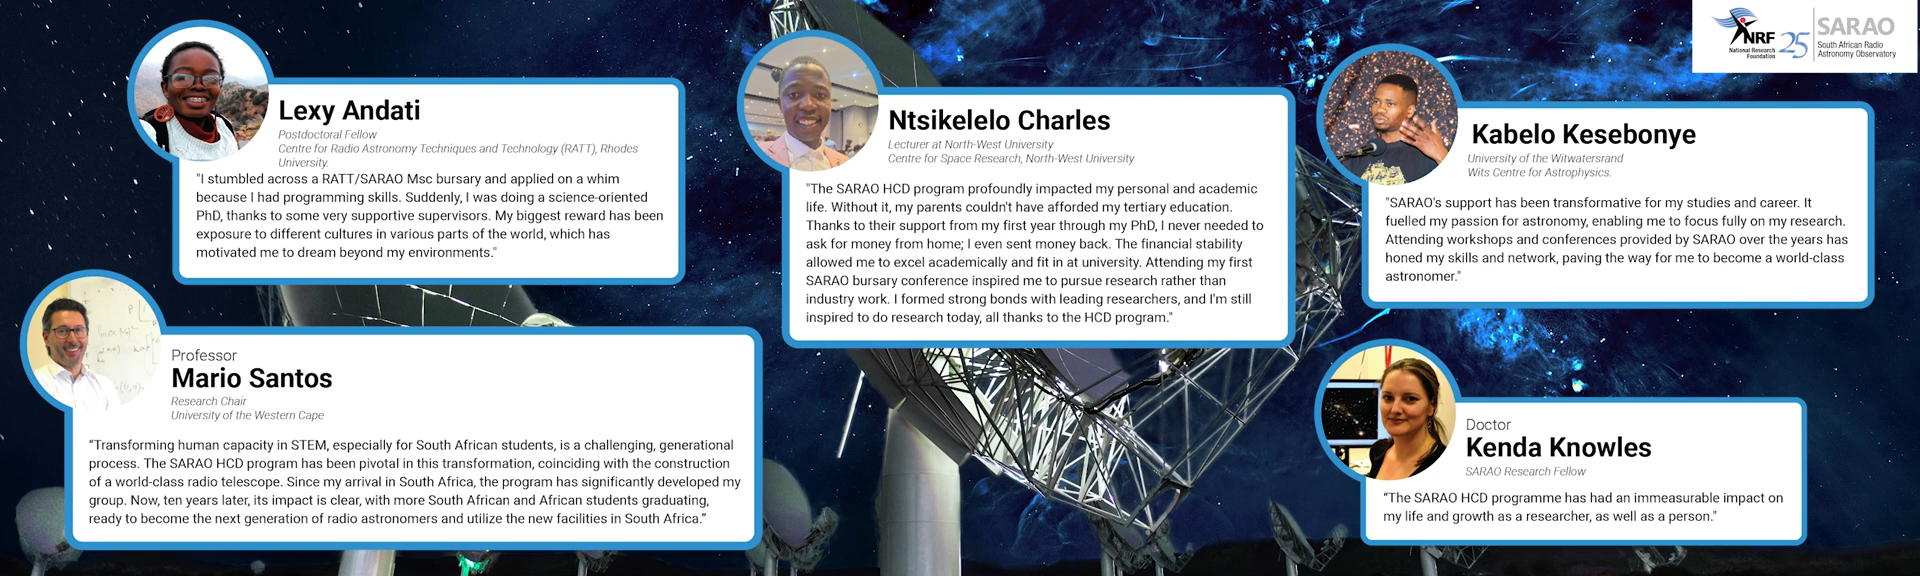 NRF
National Research
Foundation
25
SARAO
South African Radio
Astronomy Observatory
Lexy Andati
Postdoctoral Fellow
Centre for Radio Astronomy Techniques and Technology (RATT), Rhodes
University.
"I stumbled across a RATT/SARAO Msc bursary and applied on a whim
because I had programming skills. Suddenly, I was doing a science-oriented
PhD, thanks to some very supportive supervisors. My biggest reward has been
exposure to different cultures in various parts of the world, which has
motivated me to dream beyond my environments."
Professor
Mario Santos
Research Chair
University of the Western Cape
“Transforming human capacity in STEM, especially for South African students, is a challenging, generational
process. The SARAO HCD program has been pivotal in this transformation, coinciding with the construction
of a world-class radio telescope. Since my arrival in South Africa, the program has significantly developed my
group. Now, ten years later, its impact is clear, with more South African and African students graduating,
ready to become the next generation of radio astronomers and utilize the new facilities in South Africa.”
Ntsikelelo Charles
Lecturer at North-West University
Centre for Space Research, North-West University
"The SARAO HCD program profoundly impacted my personal and academic
life. Without it, my parents couldn't have afforded my tertiary education.
Thanks to their support from my first year through my PhD, I never needed to
ask for money from home; I even sent money back. The financial stability
allowed me to excel academically and fit in at university. Attending my first
SARAO bursary conference inspired me to pursue research rather than
industry work. I formed strong bonds with leading researchers, and I'm still
inspired to do research today, all thanks to the HCD program."
Kabelo Kesebonye
University of the Witwatersrand
Wits Centre for Astrophysics.
"SARAO's support has been transformative for my studies and career. It
fuelled my passion for astronomy, enabling me to focus fully on my research.
Attending workshops and conferences provided by SARAO over the years has
honed my skills and network, paving the way for me to become a world-class
astronomer."
Doctor
Kenda Knowles
SARAO Research Fellow
“The SARAO HCD programme has had an immeasurable impact on
my life and growth as a researcher, as well as a person."